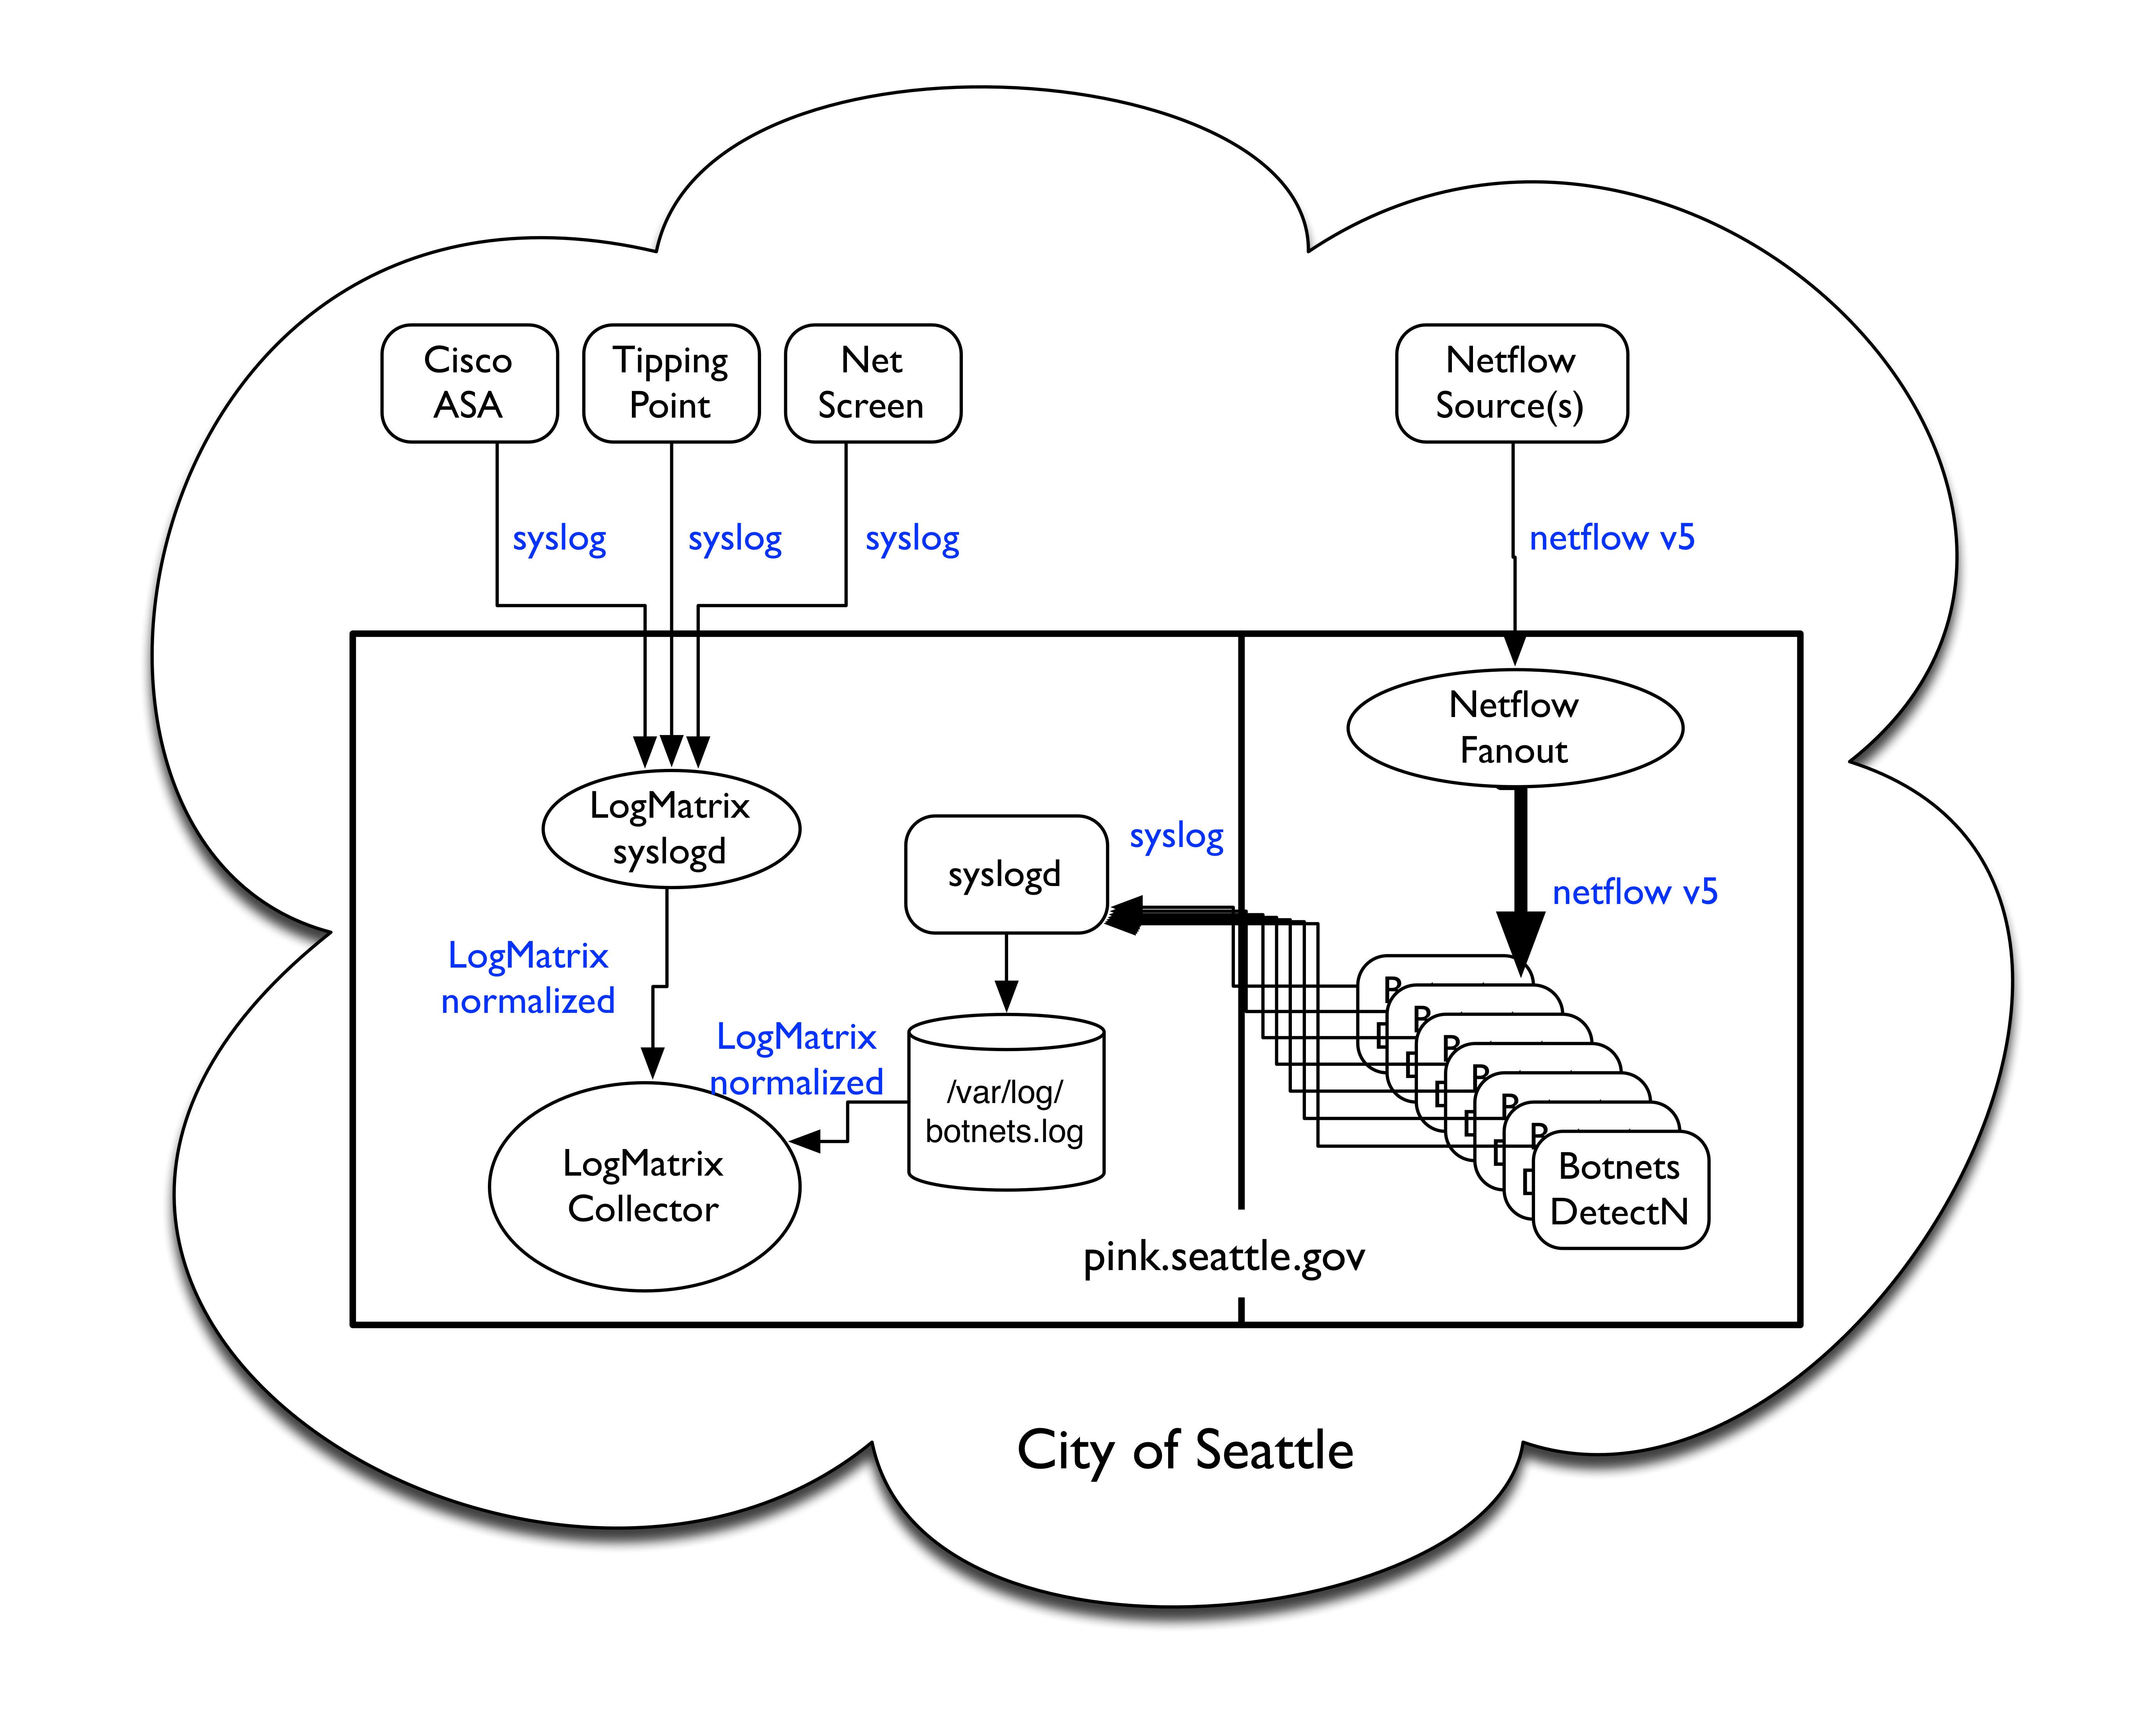 Cisco
ASA
Tipping
Point
Net
Screen
Netflow
Source(s)
syslog
syslog
syslog
netflow v5
Netflow
Fanout
LogMatrix
syslogd
syslogd
syslog
netflow v5
LogMatrix
normalized
LogMatrix
normalized
/var/log/
botnets.log
LogMatrix
Collector
Botnets
DetectN
pink.seattle.gov
City of Seattle